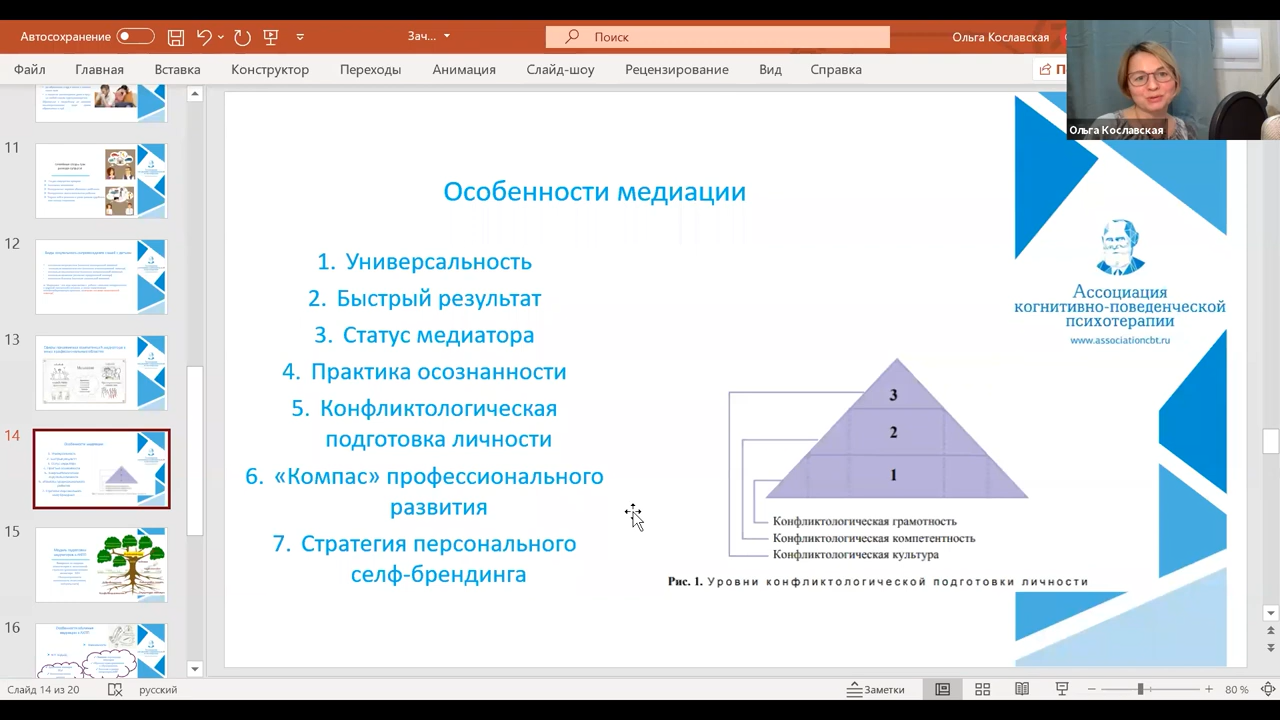 Автосохранение
Зач...
Поиск
Ольга Кославская
Файл
Главная
Вставка
Конструктор
Переходы
Анимация
Слайд-шоу
Рецензирование
Вид
Справка
Ольга Кославская
11
12
13
14
15
16
Особенности медиации
1. Универсальность
2. Быстрый результат
3. Статус медиатора
4. Практика осознанности
5. Конфликтологическая
подготовка личности
6. «Компас» профессионального
развития
7. Стратегия персонального
селф-брендинга
Ассоциация
когнитивно-поведенческой
психотерапии
www.associationcbt.ru
3
2
1
Конфликтологическая грамотность
Конфликтологическая компетентность
Конфликтологическая культура
Рис. 1. Уровни конфликтологической подготовки личности
Слайд 14 из 20
русский
Заметки
80 %